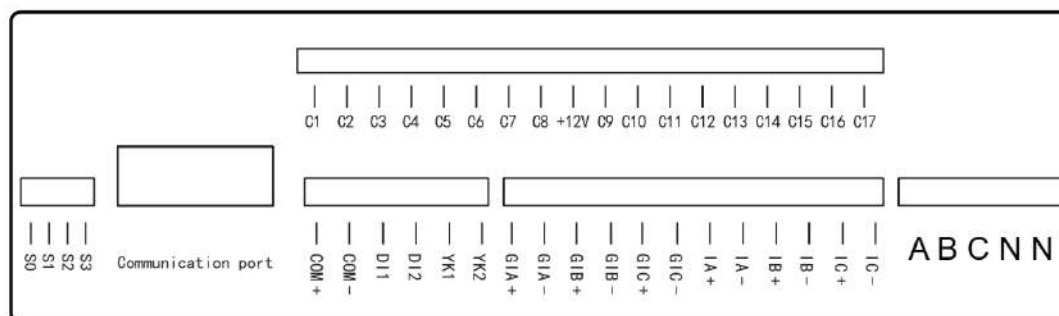 C1 C2 C3 C4 C5 C6 C7 C8 +12V C9 C10 C11 C12 C13 C14 C15 C16 C17
S0 S1 S2 S3 Communication port COM+ COM- DI1 DI2 YK1 YK2 GIA+ GIA- GIB+ GIB- GIC+ GIC- IA+ IA- IB+ IB- IC+ IC- A B C N N